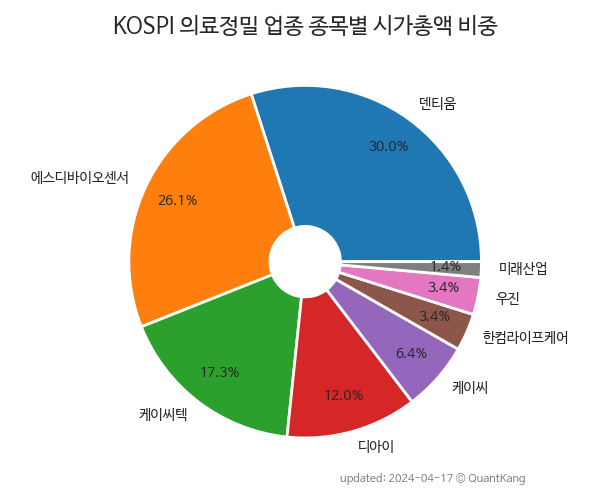 KOSPI 의료정밀 업종 종목별 시가총액 비중
덴티움
30.0%
에스디바이오센서
26.1%
케이씨텍
17.3%
디아이
12.0%
케이씨
6.4%
한컴라이프케어
3.4%
우진
3.4%
미래산업
1.4%
updated: 2024-04-17 © QuantKang